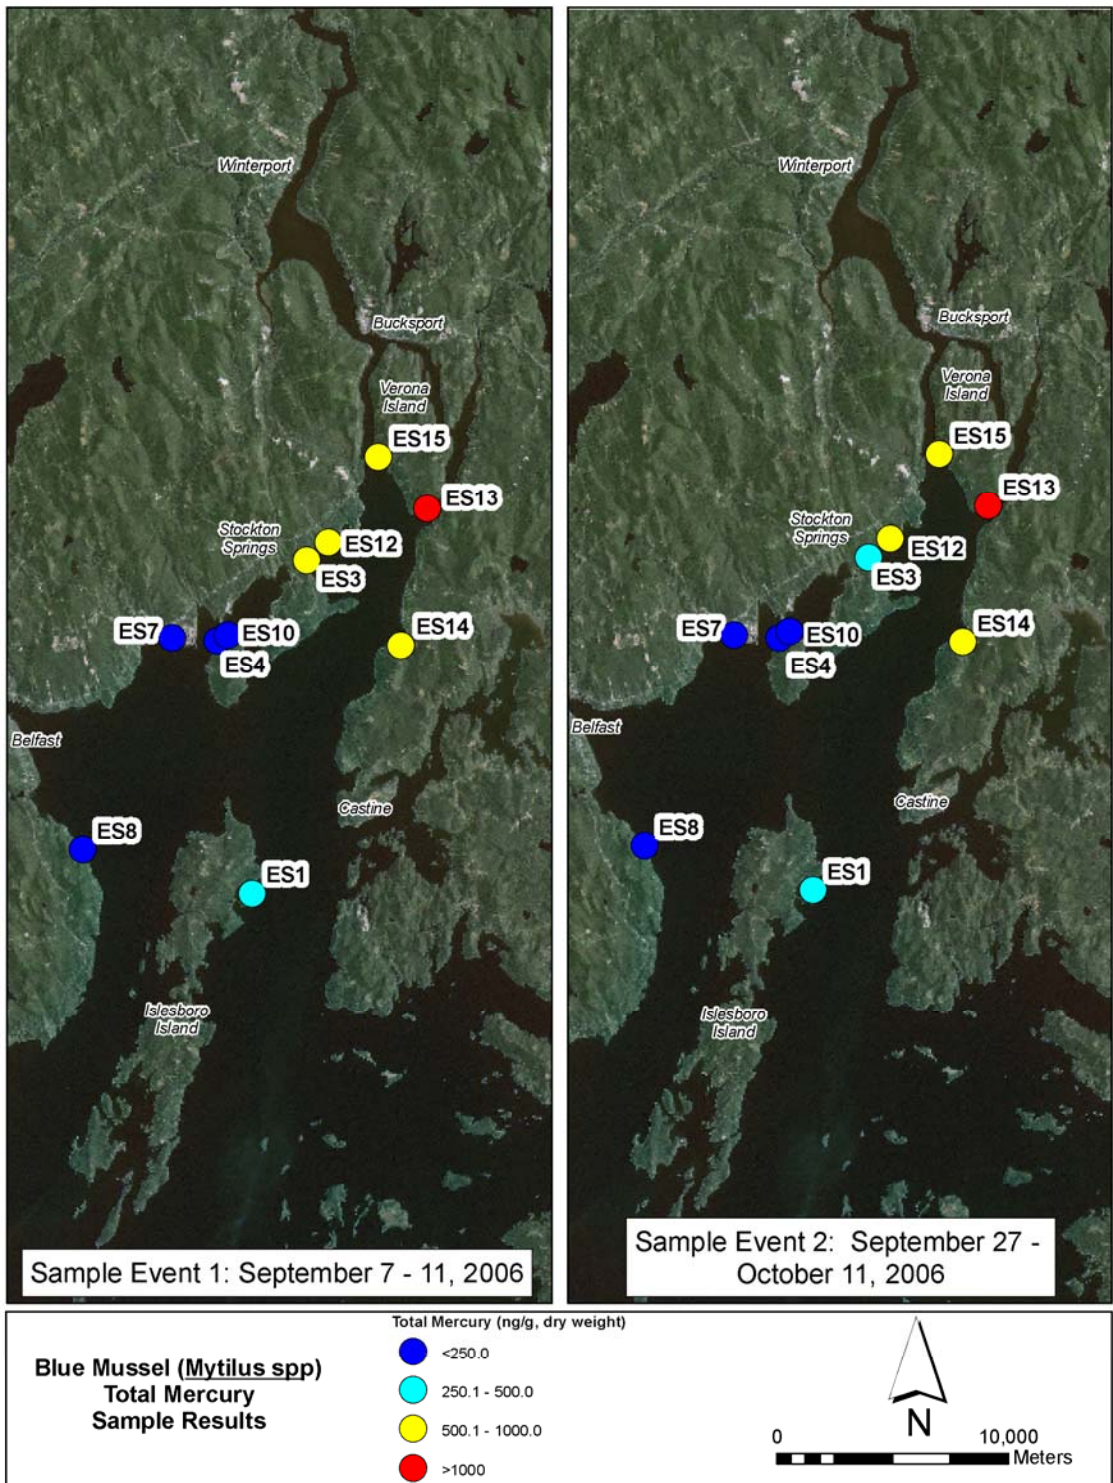 Winterport
Bucksport
Verona
Island
ES15
ES13
Stockton
Springs
ES12
ES3
ES7
ES10
ES4
ES14
Belfast
Castine
ES8
ES1
Islesboro
Island
Sample Event 1: September 7 - 11, 2006
Winterport
Bucksport
Verona
Island
ES15
ES13
Stockton
Springs
ES12
ES3
ES7
ES10
ES4
ES14
Belfast
Castine
ES8
ES1
Islesboro
Island
Sample Event 2: September 27 -
October 11, 2006
Blue Mussel (Mytilus spp)
Total Mercury
Sample Results
Total Mercury (ng/g, dry weight)
<250.0
250.1 - 500.0
500.1 - 1000.0
>1000
N
0 10,000
Meters